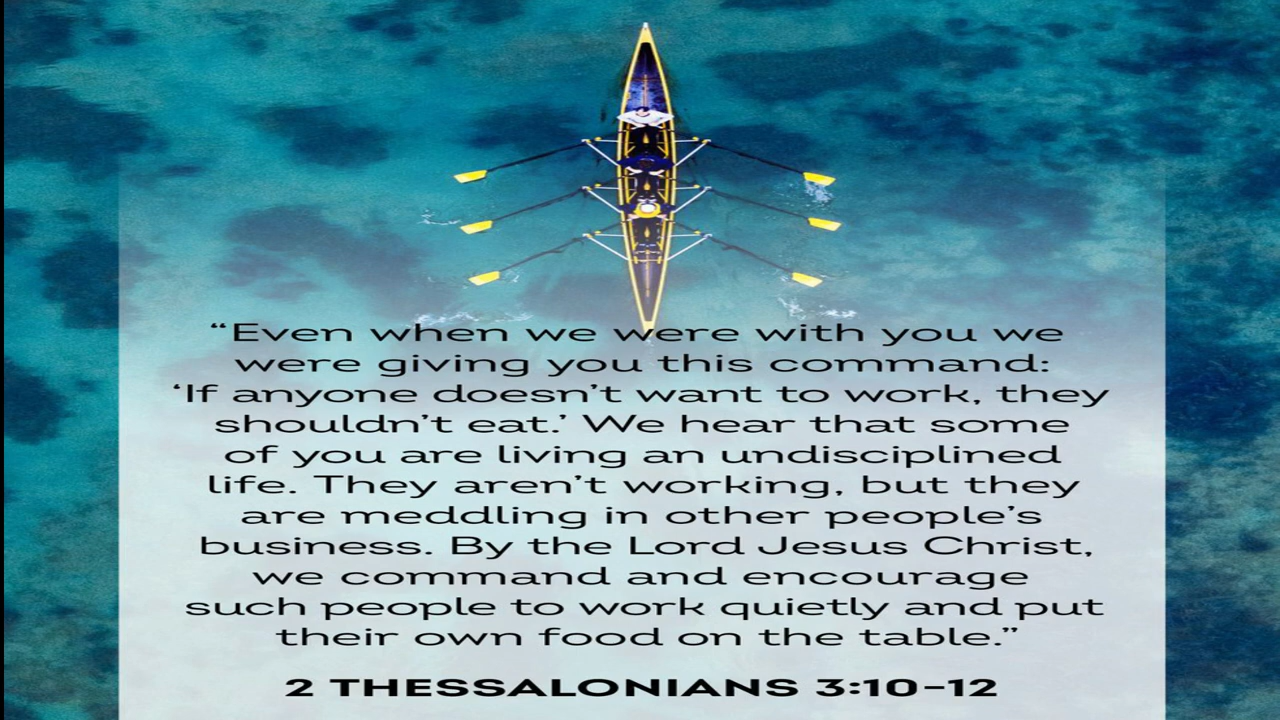 “Even when we were with you we
were giving you this command:
‘If anyone doesn’t want to work, they
shouldn’t eat.’ We hear that some
of you are living an undisciplined
life. They aren’t working, but they
are meddling in other people’s
business. By the Lord Jesus Christ,
we command and encourage
such people to work quietly and put
their own food on the table.”
2 THESSALONIANS 3:10-12